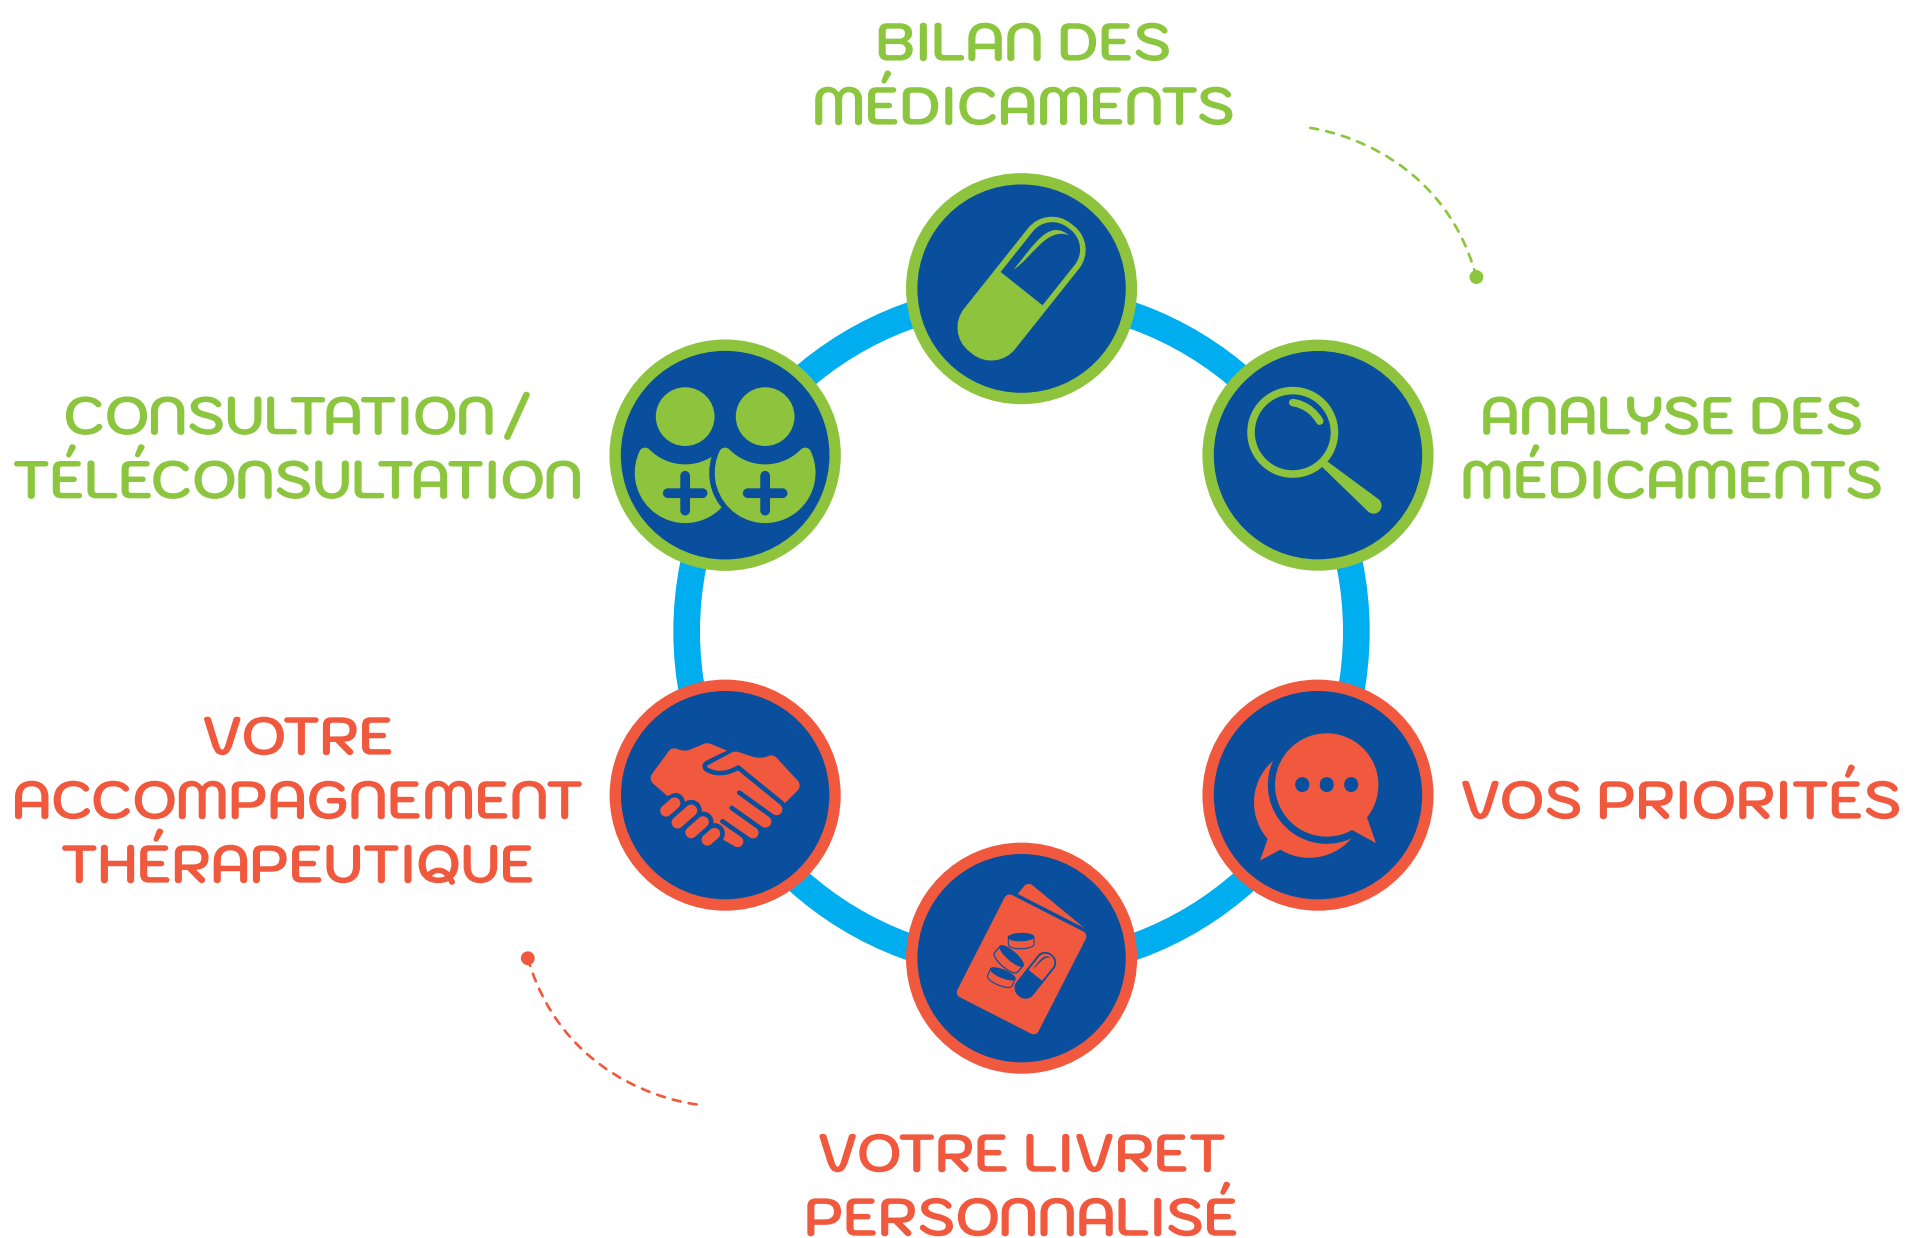 BILAN DES
MÉDICAMENTS
ANALYSE DES
MÉDICAMENTS
VOS PRIORITÉS
VOTRE LIVRET
PERSONNALISÉ
VOTRE
ACCOMPAGNEMENT
THÉRAPEUTIQUE
CONSULTATION /
TÉLÉCONSULTATION